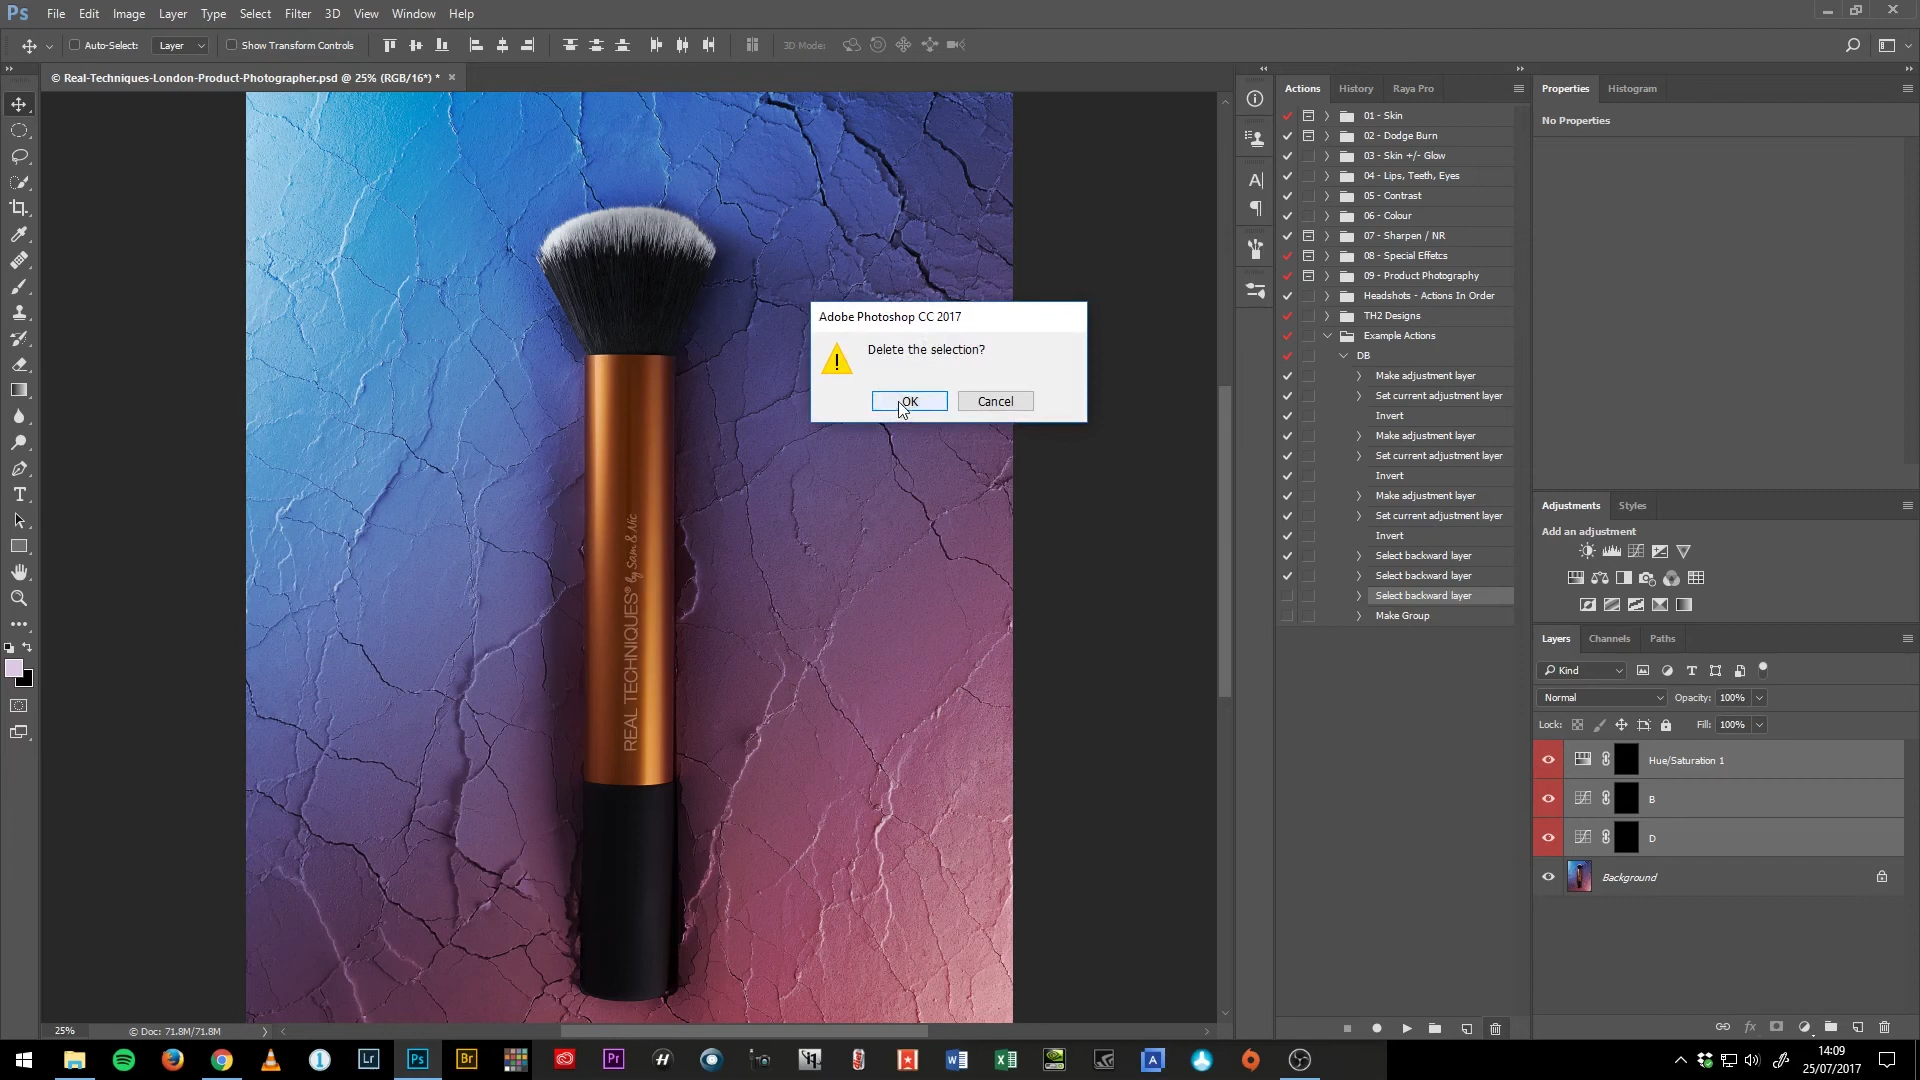 Ps File Edit Image Layer Type Select Filter 3D View Window Help
Auto-Select: Layer Show Transform Controls 3D Mode:
© Real-Techniques-London-Product-Photographer.psd @ 25% (RGB/16*) * ×
Actions History Raya Pro
01 - Skin
02 - Dodge Burn
03 - Skin +/- Glow
04 - Lips, Teeth, Eyes
05 - Contrast
06 - Colour
07 - Sharpen / NR
08 - Special Effetcs
09 - Product Photography
Headshots - Actions In Order
TH2 Designs
Example Actions
DB
Make adjustment layer
Set current adjustment layer
Invert
Make adjustment layer
Set current adjustment layer
Invert
Make adjustment layer
Set current adjustment layer
Invert
Select backward layer
Select backward layer
Select backward layer
Make Group
Adobe Photoshop CC 2017
Delete the selection?
OK Cancel
REAL TECHNIQUES® by Sam & Nic
Properties Histogram
No Properties
Adjustments Styles
Add an adjustment
Layers Channels Paths
Kind
Normal Opacity: 100%
Lock: Fill: 100%
Hue/Saturation 1
B
D
Background
25% © Doc: 71.8M/71.8M
Lr Ps Br Pr
14:09
25/07/2017